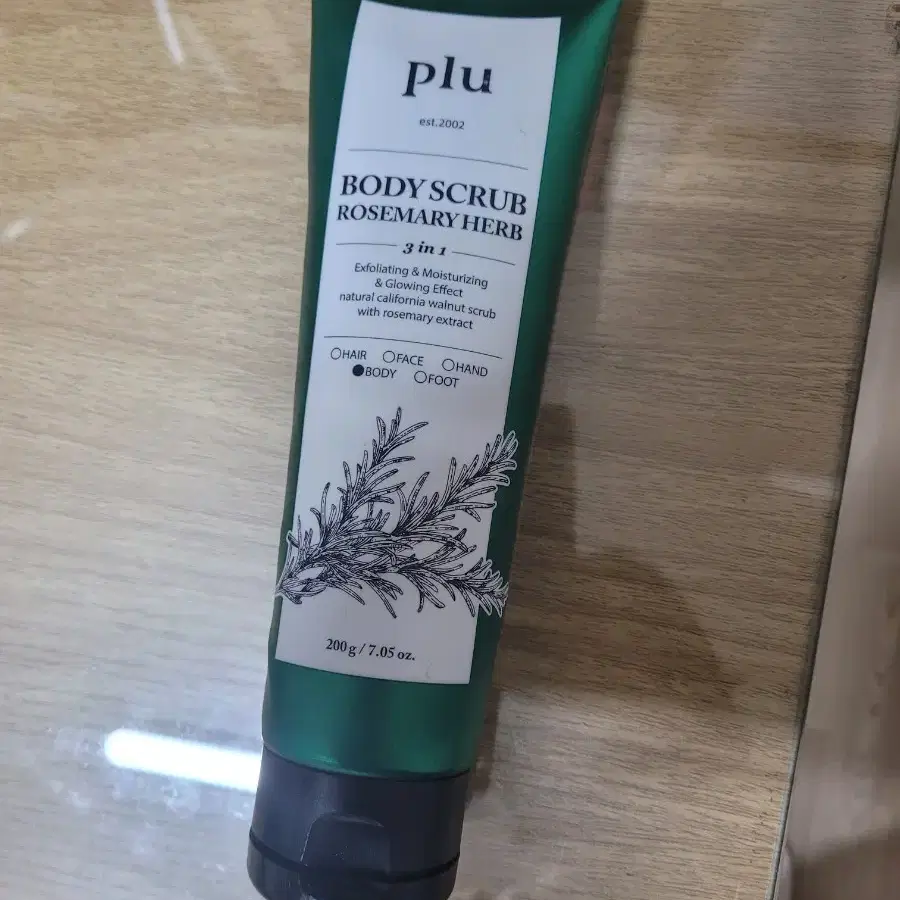 plu
est.2002
BODY SCRUB
ROSEMARY HERB
3 in 1
Exfoliating & Moisturizing
& Glowing Effect
natural california walnut scrub
with rosemary extract
○HAIR ○FACE ○HAND
●BODY ○FOOT
200g / 7.05 oz.